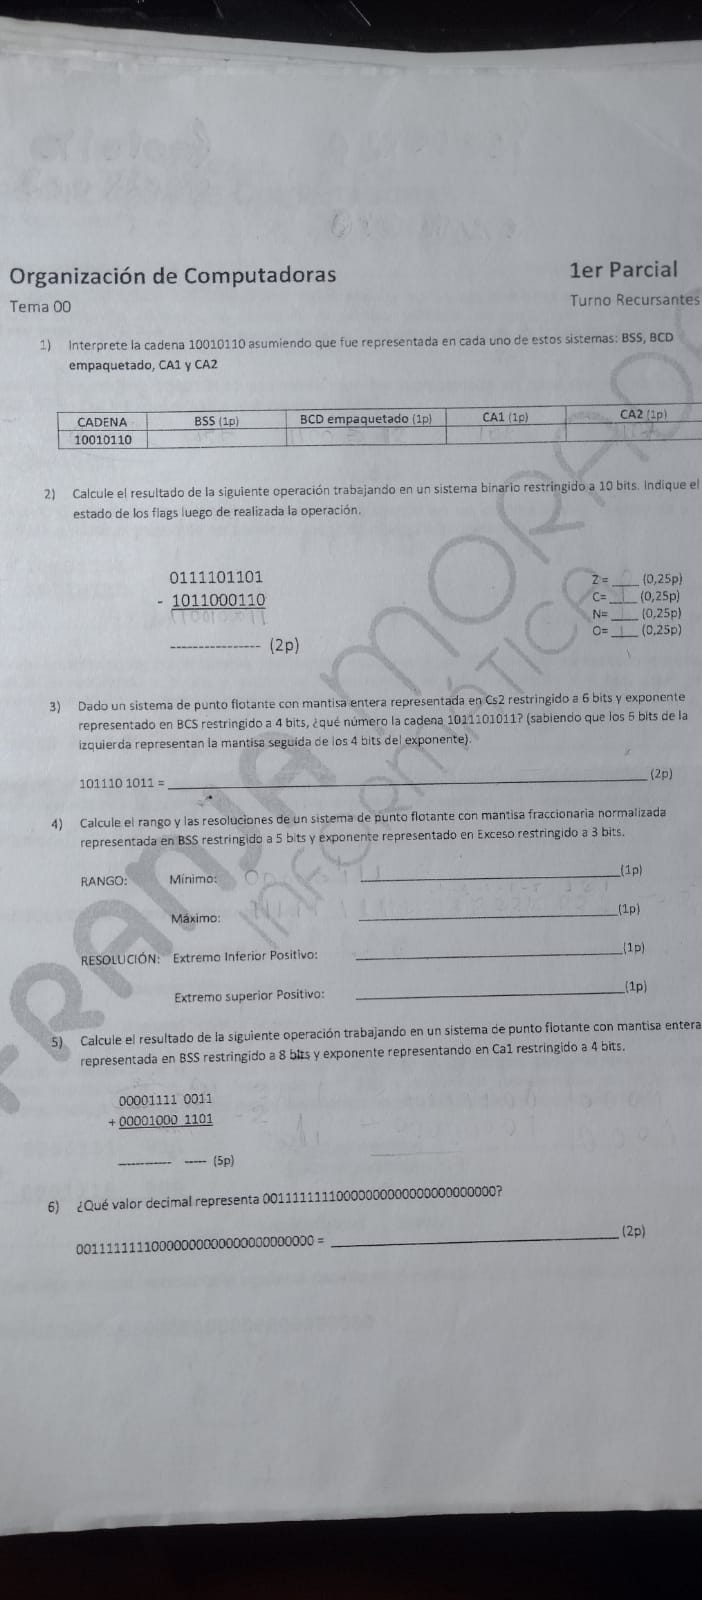 Organización de Computadoras
1er Parcial
Tema 00
Turno Recursantes
1) Interprete la cadena 10010110 asumiendo que fue representada en cada uno de estos sistemas: BSS, BCD
empaquetado, CA1 y CA2
CADENA BSS (1p) BCD empaquetado (1p) CA1 (1p) CA2 (1p)
10010110
2) Calcule el resultado de la siguiente operación trabajando en un sistema binario restringido a 10 bits. Indique el
estado de los flags luego de realizada la operación.
0111101101
- 1011000110
---------------- (2p)
Z = ____ (0,25p)
C= ____ (0,25p)
N= ____ (0,25p)
O= ____ (0,25p)
3) Dado un sistema de punto flotante con mantisa entera representada en Cs2 restringido a 6 bits y exponente
representado en BCS restringido a 4 bits, ¿qué número la cadena 1011101011? (sabiendo que los 6 bits de la
izquierda representan la mantisa seguida de los 4 bits del exponente).
101110 1011 = ____ (2p)
4) Calcule el rango y las resoluciones de un sistema de punto flotante con mantisa fraccionaria normalizada
representada en BSS restringido a 5 bits y exponente representado en Exceso restringido a 3 bits.
RANGO: Mínimo: ____ (1p)
Máximo: ____ (1p)
RESOLUCIÓN: Extremo Inferior Positivo: ____ (1p)
Extremo superior Positivo: ____ (1p)
5) Calcule el resultado de la siguiente operación trabajando en un sistema de punto flotante con mantisa entera
representada en BSS restringido a 8 bits y exponente representando en Ca1 restringido a 4 bits.
00001111 0011
+ 00001000 1101
------------ ----- (5p)
6) ¿Qué valor decimal representa 00111111110000000000000000000000?
00111111110000000000000000000000 = ____ (2p)
FRANJA MORADA
INFORMÁTICA